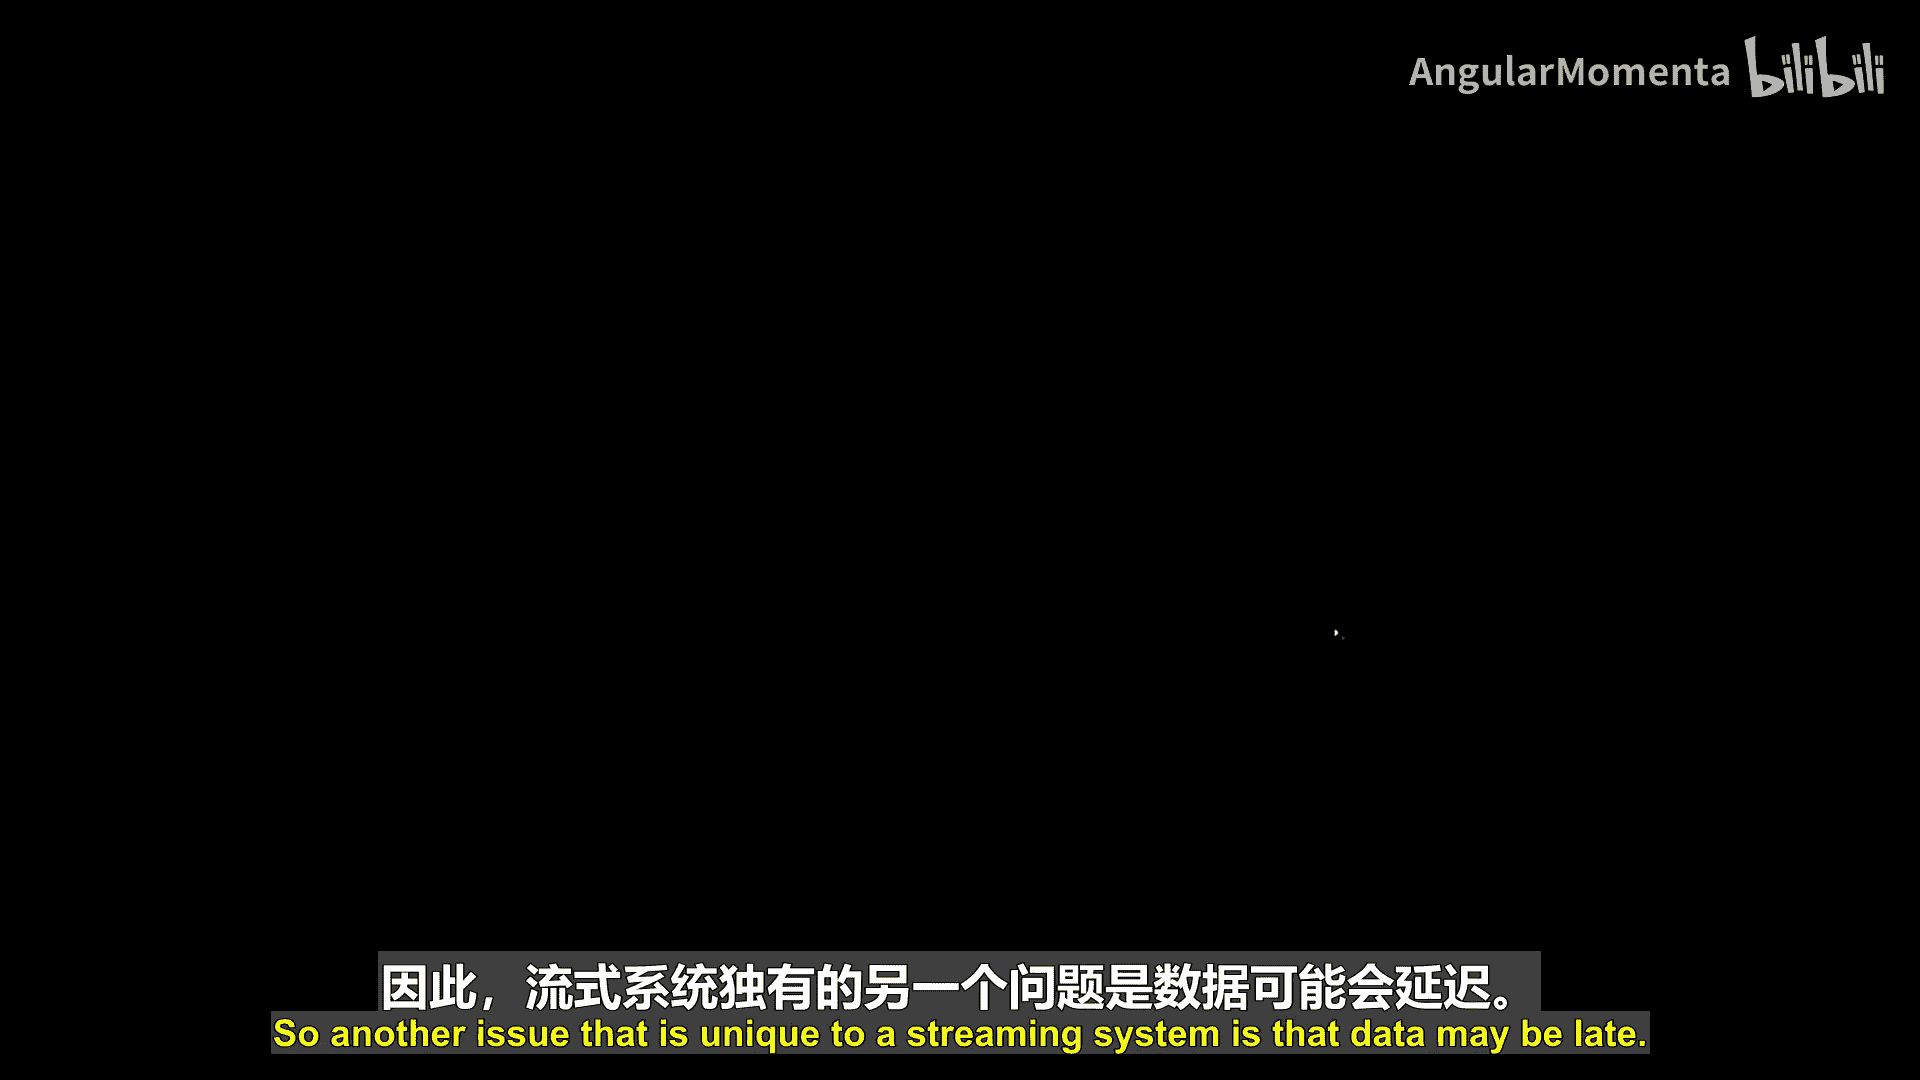 AngularMomenta bilibili
因此，流式系统独有的另一个问题是数据可能会延迟。
So another issue that is unique to a streaming system is that data may be late.